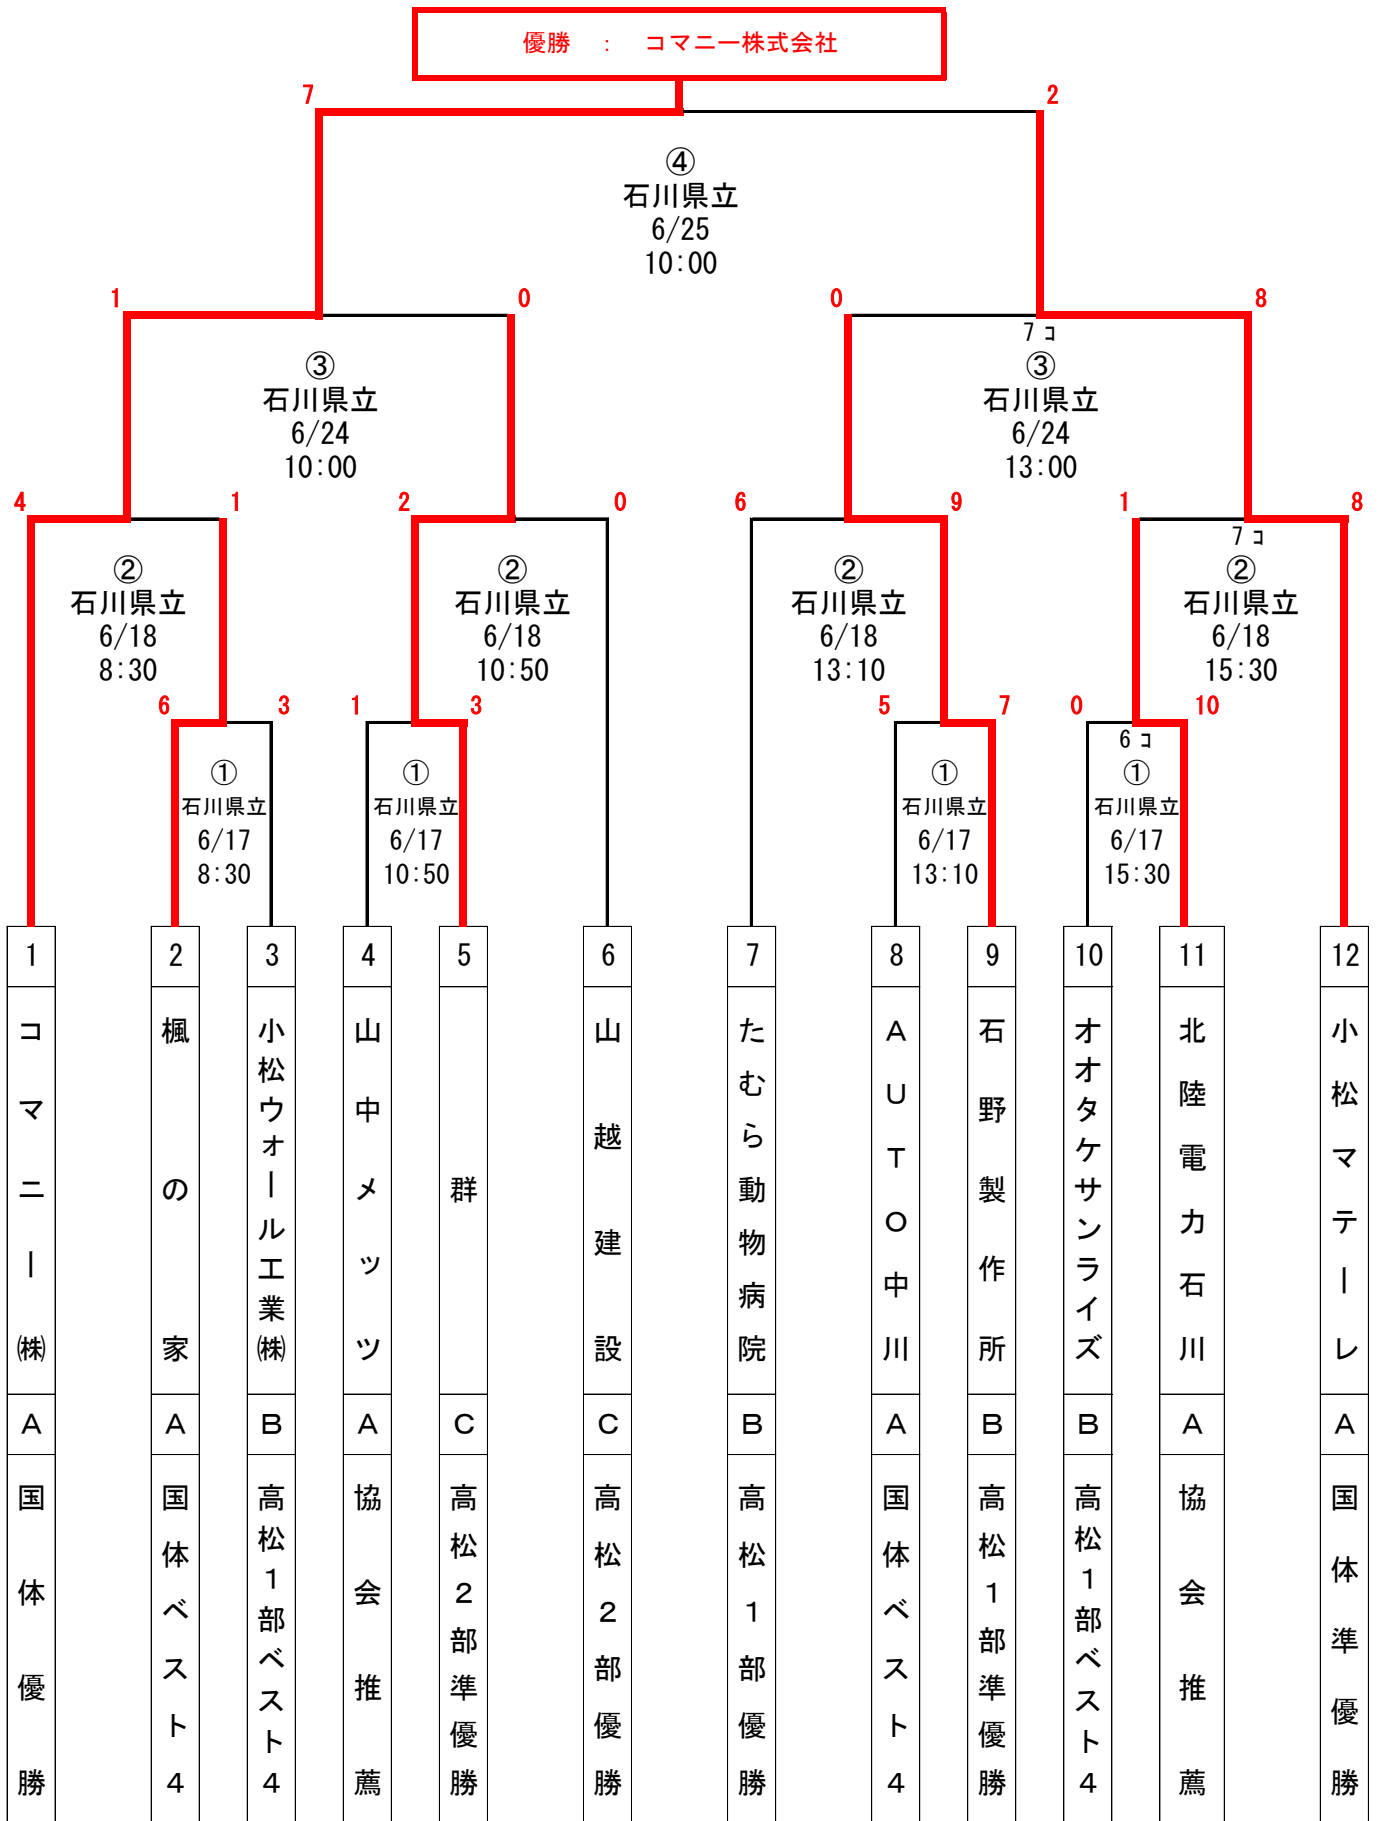 優勝 ： コマニー株式会社
7 2
④
石川県立
6/25
10:00
1 0 0 8
7コ
③
石川県立
6/24
10:00
③
石川県立
6/24
13:00
4 1 2 0 6 9 1 8
7コ
②
石川県立
6/18
8:30
②
石川県立
6/18
10:50
②
石川県立
6/18
13:10
②
石川県立
6/18
15:30
6 3 1 3 5 7 0 10
6コ
①
石川県立
6/17
8:30
①
石川県立
6/17
10:50
①
石川県立
6/17
13:10
①
石川県立
6/17
15:30
1
コマニー㈱
A
国体優勝
2
楓の家
A
国体ベスト4
3
小松ウォール工業㈱
B
高松1部ベスト4
4
山中メッツ
A
協会推薦
5
群
C
高松2部準優勝
6
山越建設
C
高松2部優勝
7
たむら動物病院
B
高松1部優勝
8
AUTO中川
A
国体ベスト4
9
石野製作所
B
高松1部準優勝
10
オオタケサンライズ
B
高松1部ベスト4
11
北陸電力石川
A
協会推薦
12
小松マテーレ
A
国体準優勝